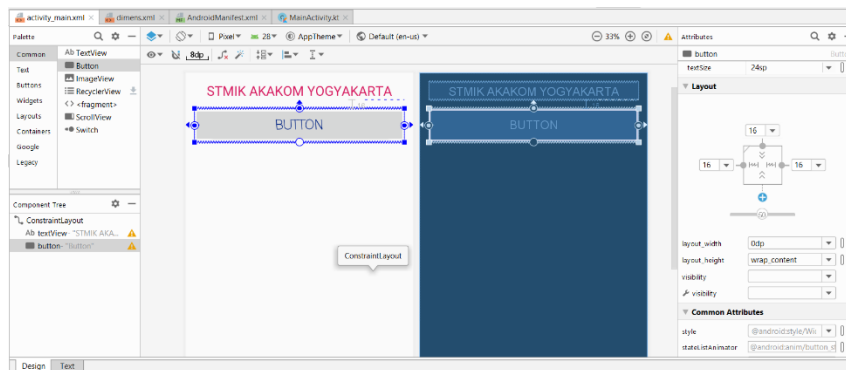 activity_main.xml × dimens.xml × AndroidManifest.xml × MainActivity.kt ×
Palette
Common
Text
Buttons
Widgets
Layouts
Containers
Google
Legacy
Ab TextView
Button
ImageView
RecyclerView
<> <fragment>
ScrollView
Switch
Component Tree
ConstraintLayout
Ab textView- "STMIK AKA...
button- "Button"
Pixel 28 AppTheme Default (en-us) 33%
8dp
STMIK AKAKOM YOGYAKARTA
BUTTON
ConstraintLayout
STMIK AKAKOM YOGYAKARTA
BUTTON
Attributes
button
textSize 24sp
Layout
16
16 16
layout_width 0dp
layout_height wrap_content
visibility
visibility
Common Attributes
style @android:style/Wi
stateListAnimator @android:anim/button_s
Design Text